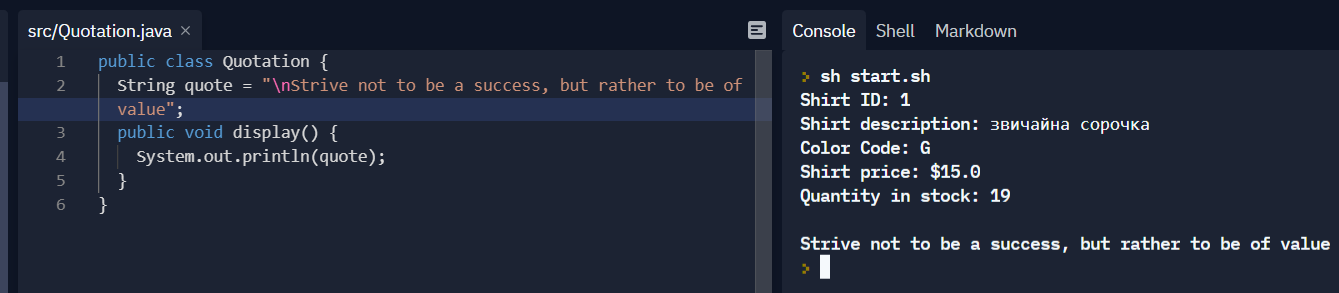 src/Quotation.java ×
1 public class Quotation {
2 String quote = "\nStrive not to be a success, but rather to be of
value";
3 public void display() {
4 System.out.println(quote);
5 }
6 }
Console Shell Markdown
> sh start.sh
Shirt ID: 1
Shirt description: звичайна сорочка
Color Code: G
Shirt price: $15.0
Quantity in stock: 19
Strive not to be a success, but rather to be of value
>